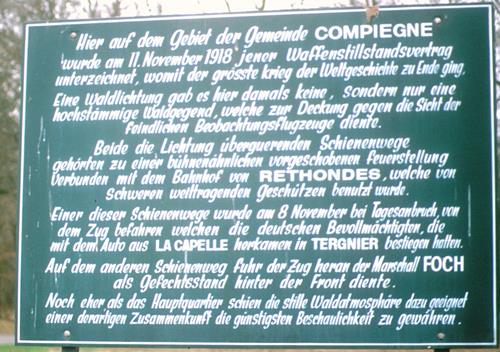 Hier auf dem Gebiet der Gemeinde COMPIEGNE
wurde am 11. November 1918 jener Waffenstillstandsvertrag
unterzeichnet, womit der grösste krieg der Weltgeschichte zu Ende ging.
Eine Waldlichtung gab es hier damals keine, sondern nur eine
hochstämmige Waldgegend, welche zur Deckung gegen die Sicht der
Feindlichen Beobachtungsflugzeuge diente.
Beide die Lichtung überquerenden Schienenwege
gehörten zu einer bühnenähnlichen vorgeschobenen Feuerstellung
Verbunden mit dem Bahnhof von RETHONDES, welche von
Schweren weittragenden Geschützen benutzt wurde.
Einer dieser Schienenwege wurde am 8 November bei Tagesanbruch, von
dem Zug befahren welchen die deutschen Bevollmächtigten, die
mit dem Auto aus LA CAPELLE herkamen in TERGNIER bestiegen hatten.
Auf dem anderen Schienenweg fuhr der Zug heran der Marschall FOCH
als Gefechtsstand hinter der Front diente.
Noch eher als das Hauptquartier schien die stille Waldatmosphäre dazu geeignet
einer derartigen Zusammenkunft die günstigsten Beschaulichkeit zu gewähren.